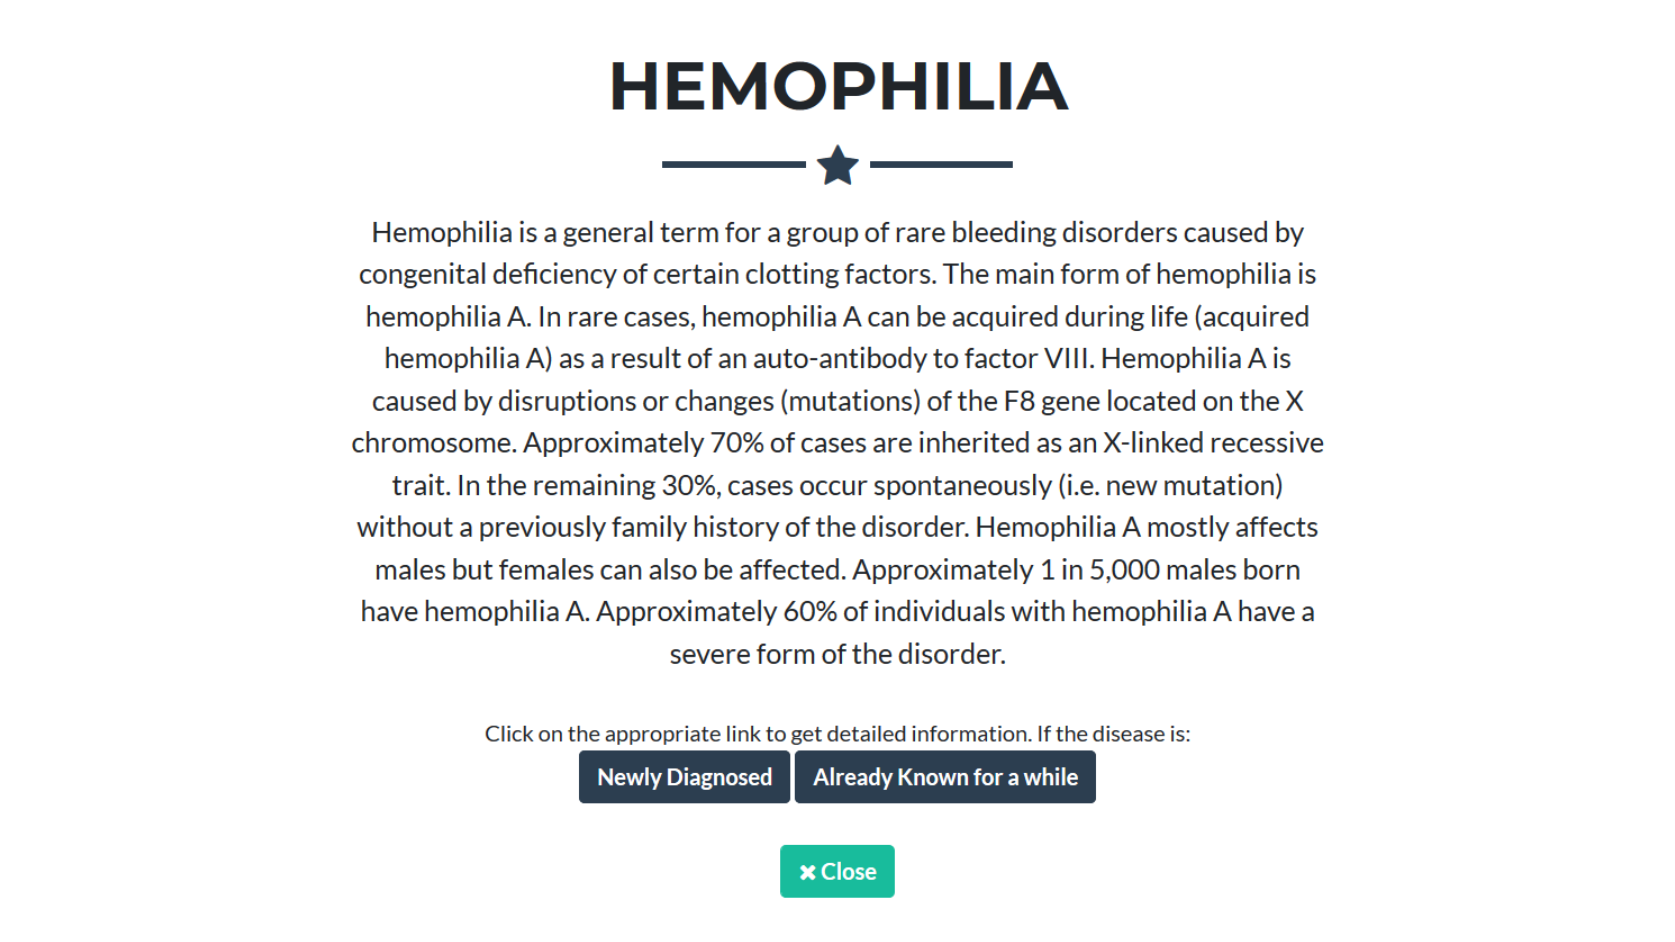 HEMOPHILIA
Hemophilia is a general term for a group of rare bleeding disorders caused by
congenital deficiency of certain clotting factors. The main form of hemophilia is
hemophilia A. In rare cases, hemophilia A can be acquired during life (acquired
hemophilia A) as a result of an auto-antibody to factor VIII. Hemophilia A is
caused by disruptions or changes (mutations) of the F8 gene located on the X
chromosome. Approximately 70% of cases are inherited as an X-linked recessive
trait. In the remaining 30%, cases occur spontaneously (i.e. new mutation)
without a previously family history of the disorder. Hemophilia A mostly affects
males but females can also be affected. Approximately 1 in 5,000 males born
have hemophilia A. Approximately 60% of individuals with hemophilia A have a
severe form of the disorder.
Click on the appropriate link to get detailed information. If the disease is:
Newly Diagnosed Already Known for a while
Close